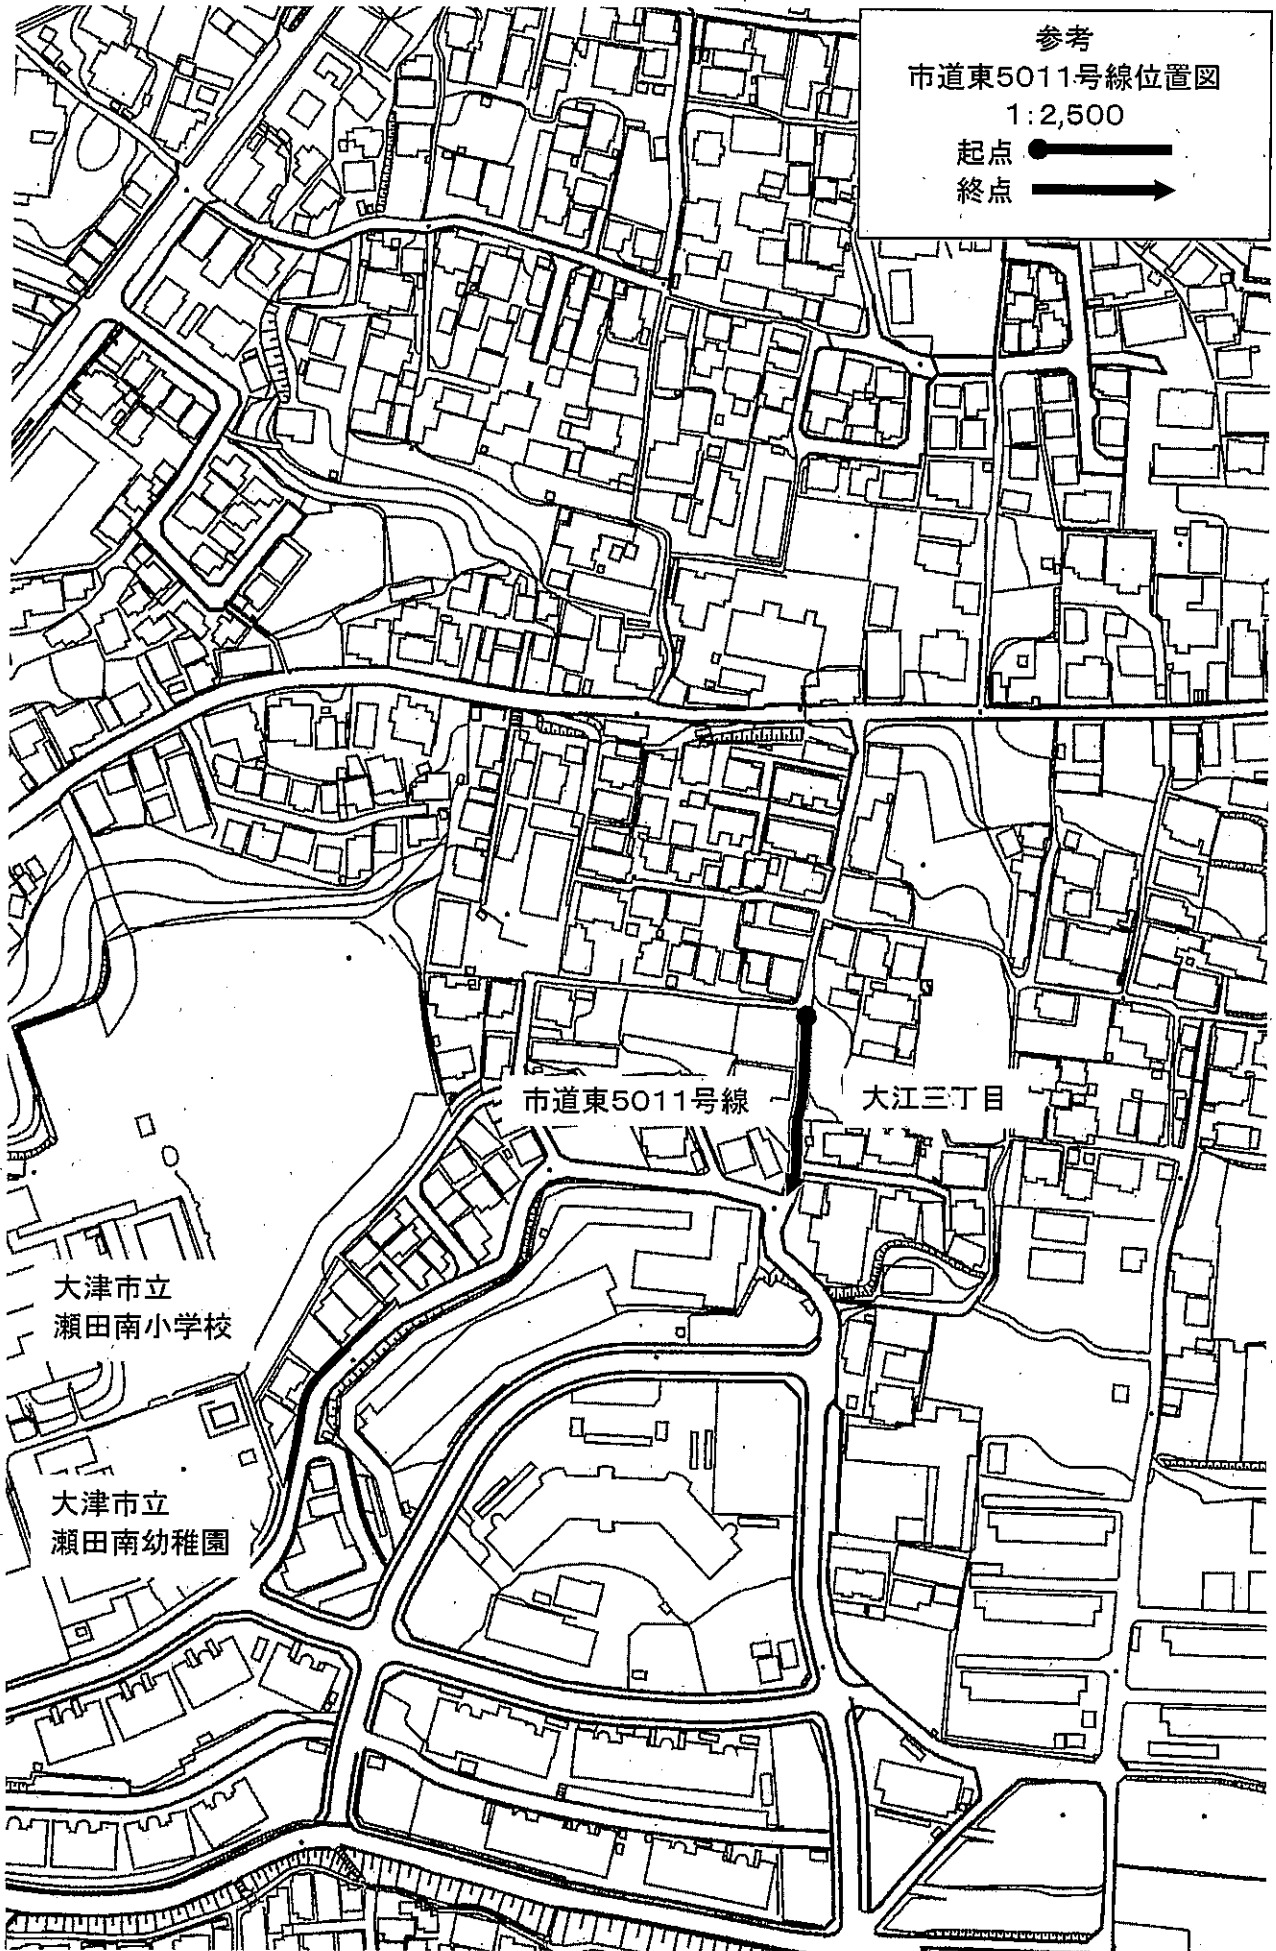 参考
市道東5011号線位置図
1:2,500
起点
終点
市道東5011号線
大江三丁目
大津市立
瀬田南小学校
大津市立
瀬田南幼稚園